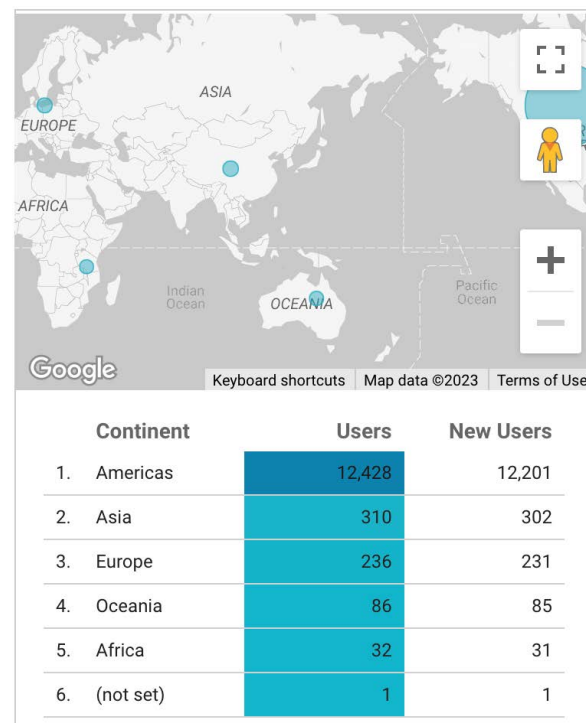 ASIA
EUROPE
AFRICA
Indian
Ocean
OCEANIA
Pacific
Ocean
Google
Keyboard shortcuts Map data ©2023 Terms of Use
Continent Users New Users
1. Americas 12,428 12,201
2. Asia 310 302
3. Europe 236 231
4. Oceania 86 85
5. Africa 32 31
6. (not set) 1 1